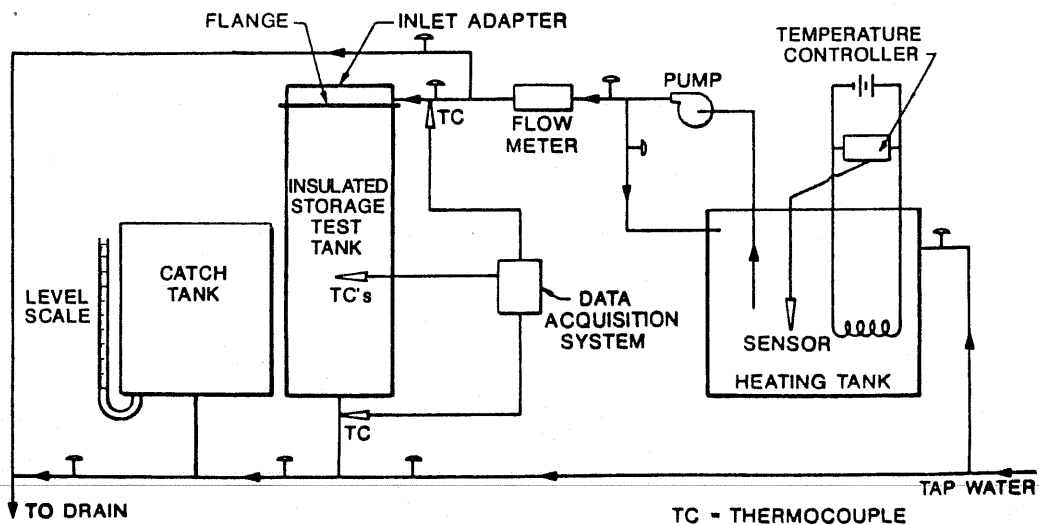 FLANGE
INLET ADAPTER
TEMPERATURE
CONTROLLER
PUMP
TC
FLOW
METER
INSULATED
STORAGE
TEST
TANK
CATCH
TANK
LEVEL
SCALE
TC's
DATA
ACQUISITION
SYSTEM
SENSOR
HEATING TANK
TC
TAP WATER
TO DRAIN
TC = THERMOCOUPLE